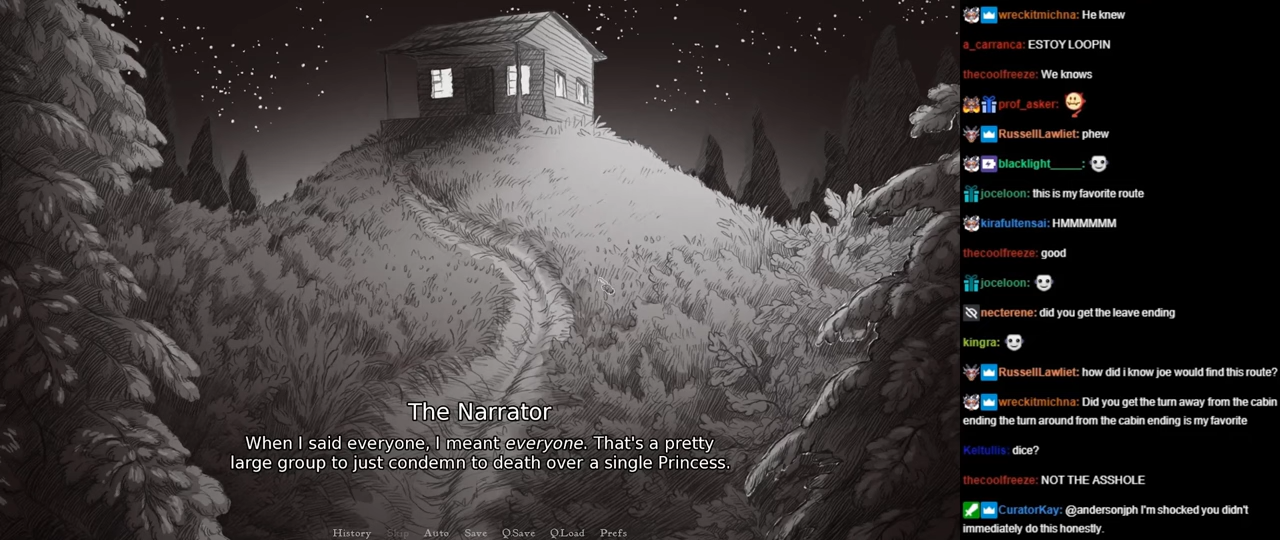 The Narrator
When I said everyone, I meant everyone. That's a pretty
large group to just condemn to death over a single Princess.
History Skip Auto Save Q.Save Q.Load Prefs
wreckitmichna: He knew
a_carranca: ESTOY LOOPIN
thecoolfreeze: We knows
prof_asker:
RussellLawliet: phew
blacklight_____:
joceloon: this is my favorite route
kirafultensai: HMMMMMM
thecoolfreeze: good
joceloon:
necterene: did you get the leave ending
kingra:
RussellLawliet: how did i know joe would find this route?
wreckitmichna: Did you get the turn away from the cabin
ending the turn around from the cabin ending is my favorite
Keltullis: dice?
thecoolfreeze: NOT THE ASSHOLE
CuratorKay: @andersonjph I'm shocked you didn't
immediately do this honestly.